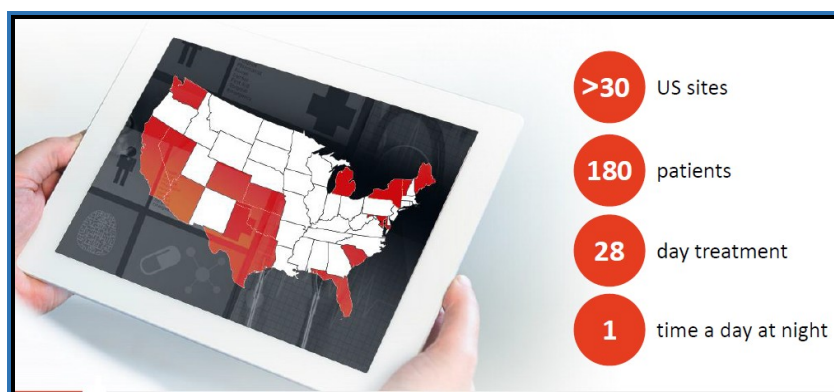 >30 US sites
180 patients
28 day treatment
1 time a day at night